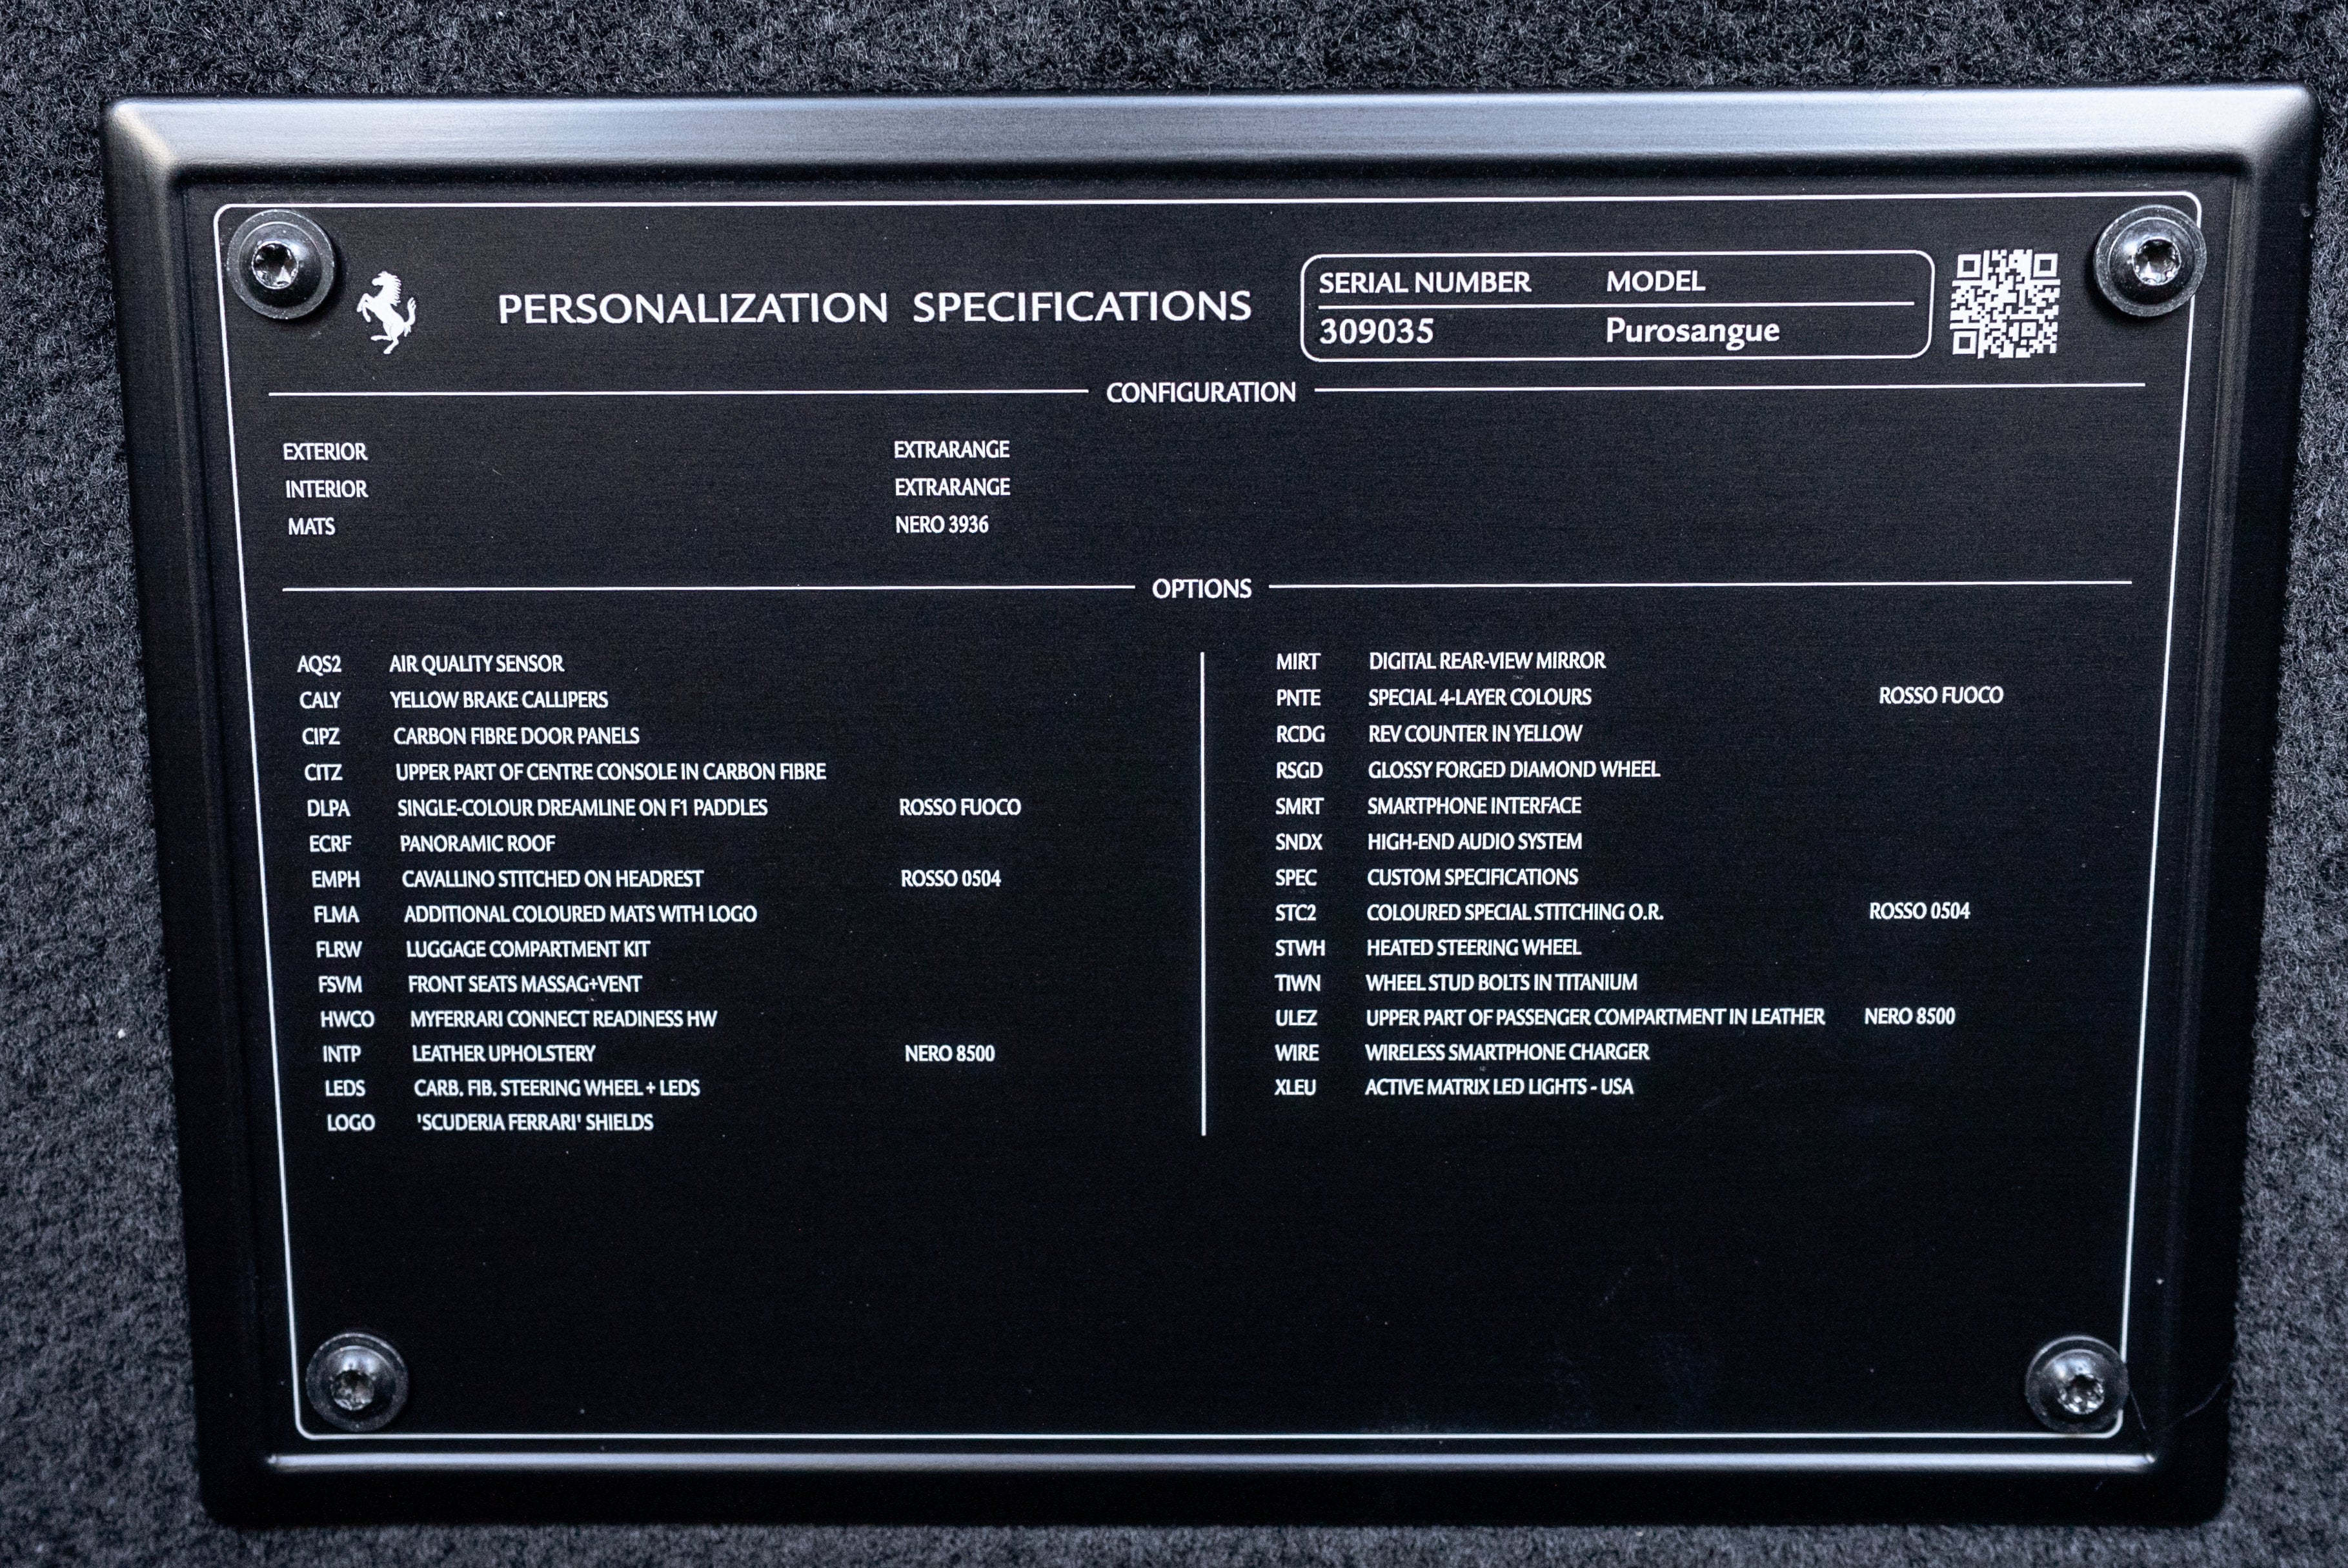 PERSONALIZATION SPECIFICATIONS
SERIAL NUMBER MODEL
309035 Purosangue
CONFIGURATION
EXTERIOR EXTRARANGE
INTERIOR EXTRARANGE
MATS NERO 3936
OPTIONS
AQS2 AIR QUALITY SENSOR
CALY YELLOW BRAKE CALLIPERS
CIPZ CARBON FIBRE DOOR PANELS
CITZ UPPER PART OF CENTRE CONSOLE IN CARBON FIBRE
DLPA SINGLE-COLOUR DREAMLINE ON F1 PADDLES ROSSO FUOCO
ECRF PANORAMIC ROOF
EMPH CAVALLINO STITCHED ON HEADREST ROSSO 0504
FLMA ADDITIONAL COLOURED MATS WITH LOGO
FLRW LUGGAGE COMPARTMENT KIT
FSVM FRONT SEATS MASSAG+VENT
HWCO MYFERRARI CONNECT READINESS HW
INTP LEATHER UPHOLSTERY NERO 8500
LEDS CARB. FIB. STEERING WHEEL + LEDS
LOGO 'SCUDERIA FERRARI' SHIELDS
MIRT DIGITAL REAR-VIEW MIRROR
PNTE SPECIAL 4-LAYER COLOURS ROSSO FUOCO
RCDG REV COUNTER IN YELLOW
RSGD GLOSSY FORGED DIAMOND WHEEL
SMRT SMARTPHONE INTERFACE
SNDX HIGH-END AUDIO SYSTEM
SPEC CUSTOM SPECIFICATIONS
STC2 COLOURED SPECIAL STITCHING O.R. ROSSO 0504
STWH HEATED STEERING WHEEL
TIWN WHEEL STUD BOLTS IN TITANIUM
ULEZ UPPER PART OF PASSENGER COMPARTMENT IN LEATHER NERO 8500
WIRE WIRELESS SMARTPHONE CHARGER
XLEU ACTIVE MATRIX LED LIGHTS - USA